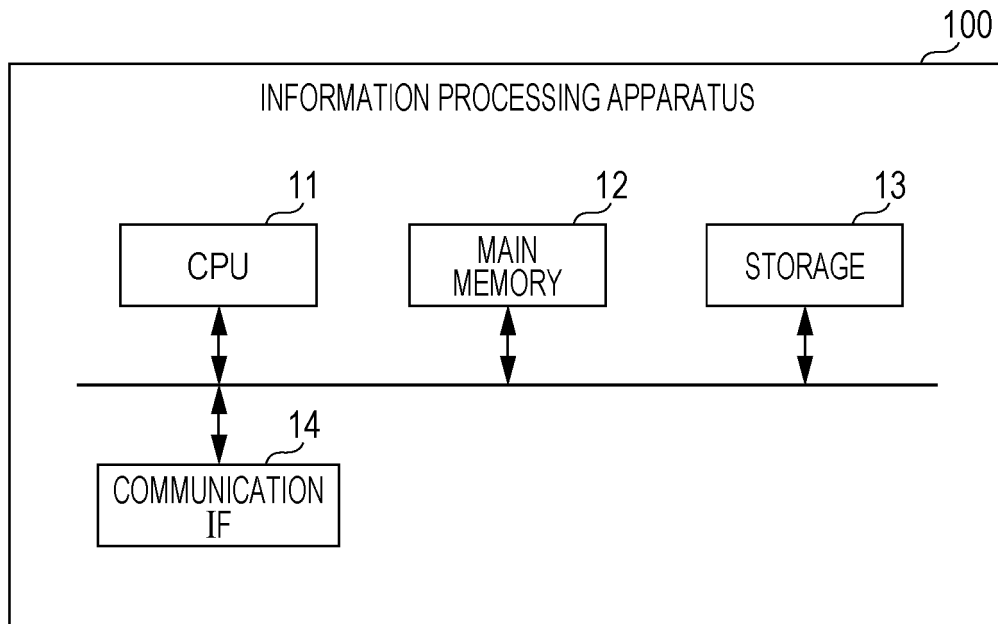 100
INFORMATION PROCESSING APPARATUS
11
12
13
CPU
MAIN
MEMORY
STORAGE
14
COMMUNICATION
IF